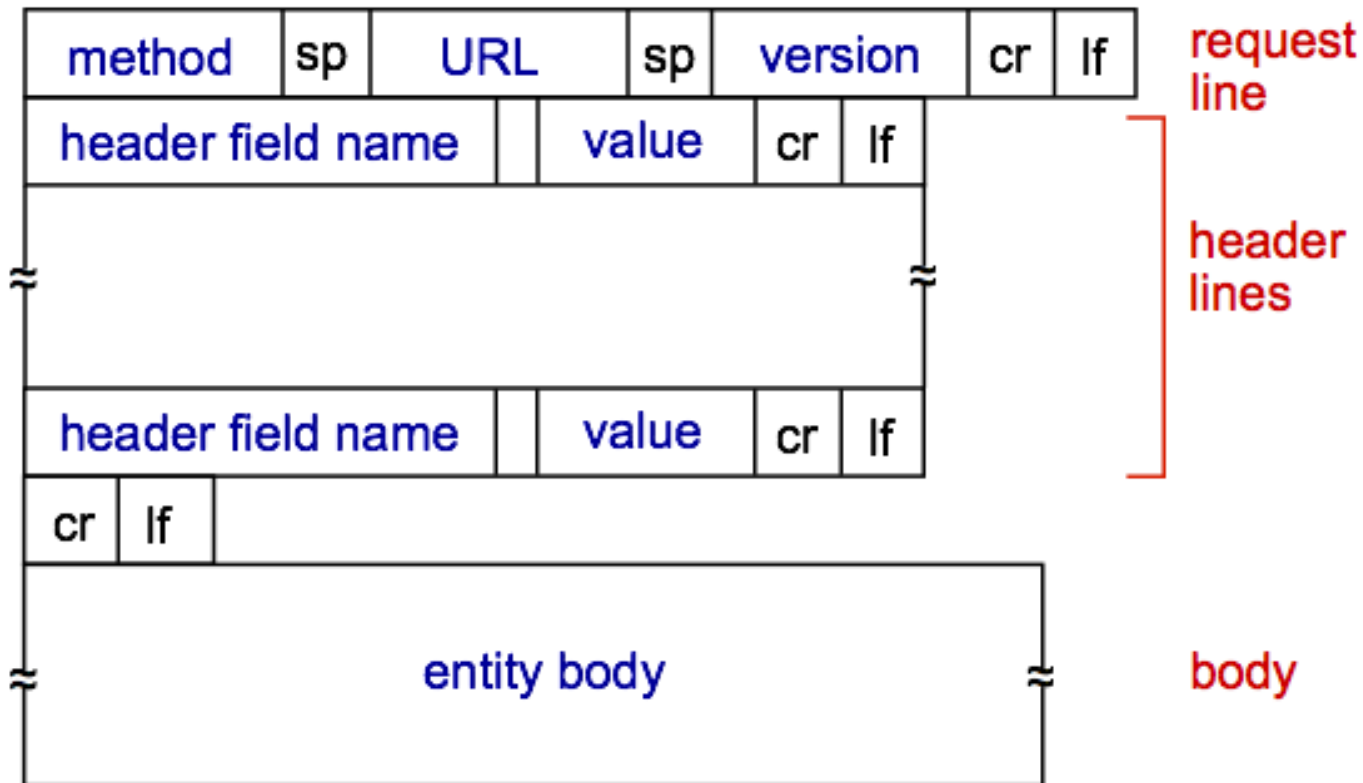 method sp URL sp version cr lf request
line
header field name value cr lf
header
lines
header field name value cr lf
cr lf
entity body body